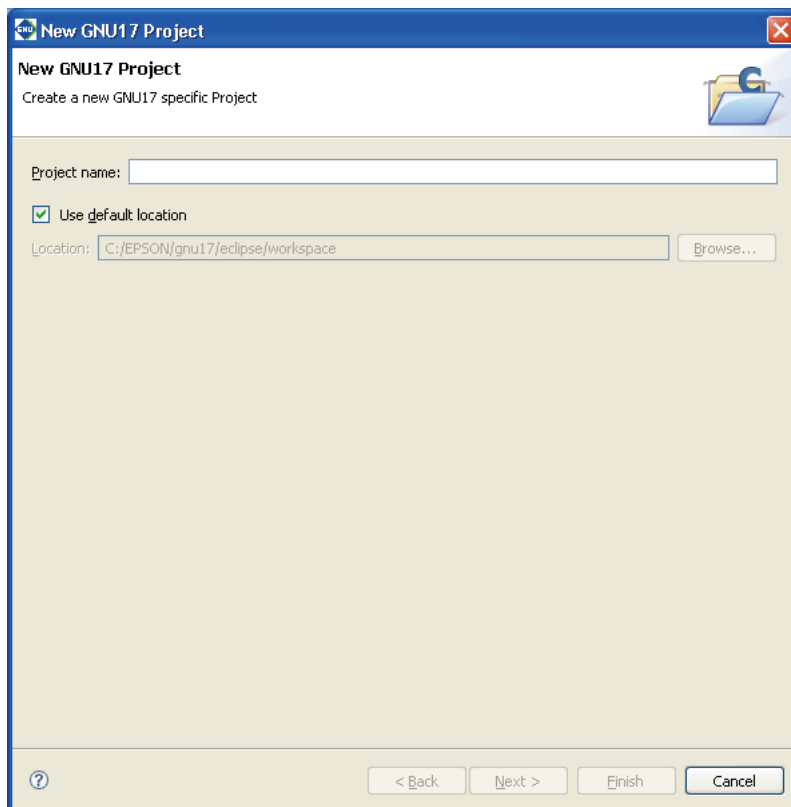 GNU New GNU17 Project
New GNU17 Project
Create a new GNU17 specific Project
Project name:
Use default location
Location: C:/EPSON/gnu17/eclipse/workspace Browse...
? < Back Next > Finish Cancel